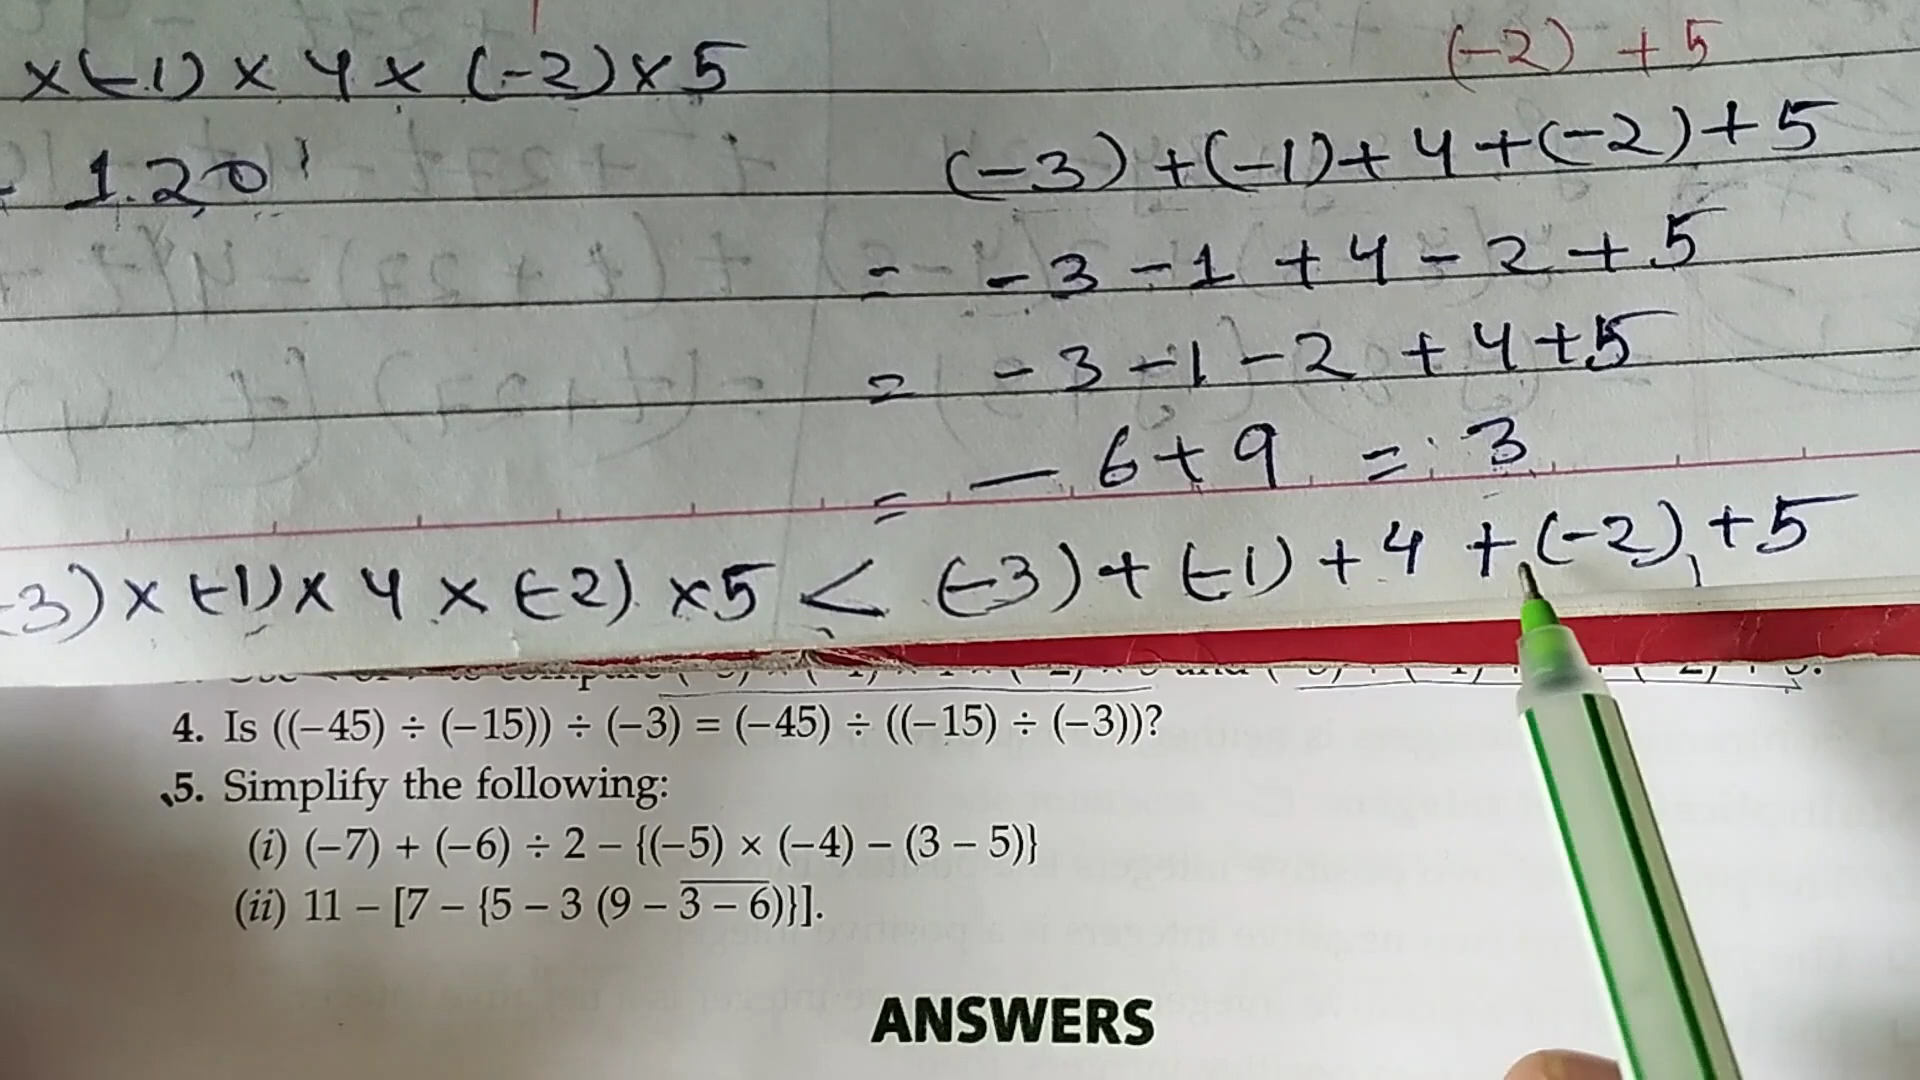 ×(-1) × 4 × (-2) × 5
(-2) + 5
- 120
(-3) + (-1) + 4 + (-2) + 5
= -3 -1 + 4 - 2 + 5
= -3 -1 -2 + 4 + 5
= -6 + 9 = 3
3) × (-1) × 4 × (-2) × 5 < (-3) + (-1) + 4 + (-2) + 5
4. Is ((−45) ÷ (−15)) ÷ (−3) = (−45) ÷ ((−15) ÷ (−3))?
5. Simplify the following:
(i) (−7) + (−6) ÷ 2 − {(−5) × (−4) − (3 − 5)}
(ii) 11 − [7 − {5 − 3 (9 − 3̅ ̅−̅ ̅6̅)}].
ANSWERS